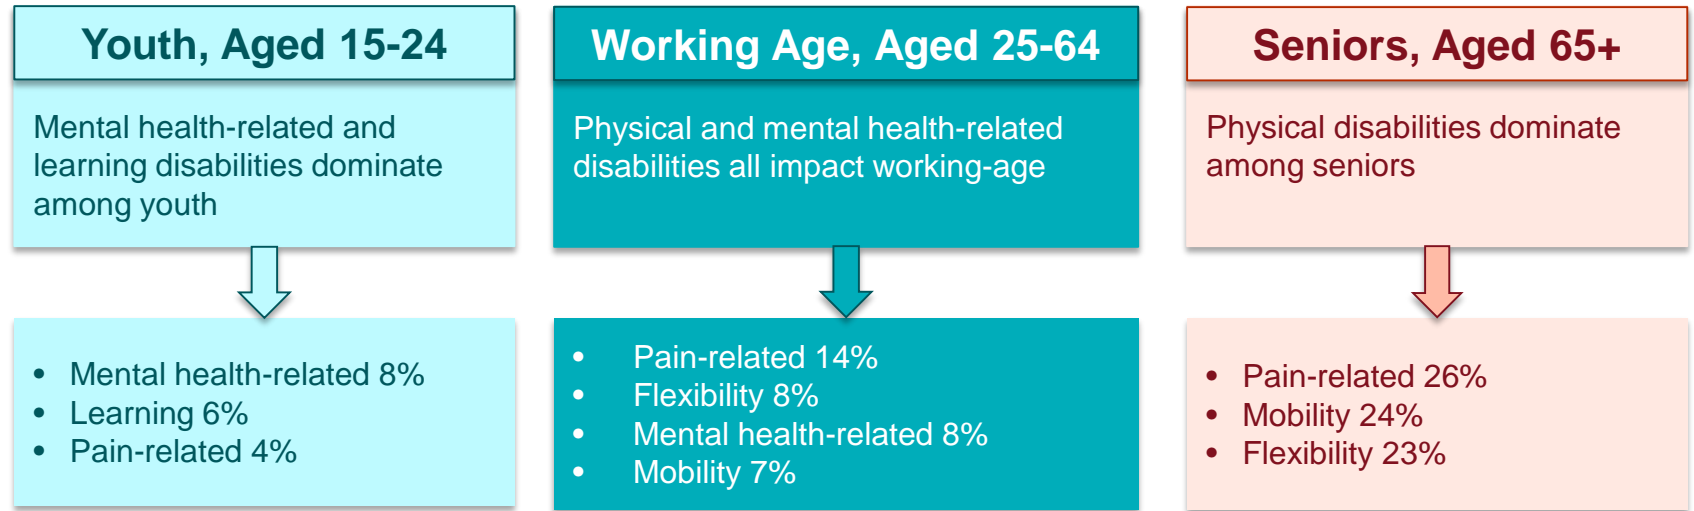 Youth, Aged 15-24
Mental health-related and
learning disabilities dominate
among youth
• Mental health-related 8%
• Learning 6%
• Pain-related 4%
Working Age, Aged 25-64
Physical and mental health-related
disabilities all impact working-age
• Pain-related 14%
• Flexibility 8%
• Mental health-related 8%
• Mobility 7%
Seniors, Aged 65+
Physical disabilities dominate
among seniors
• Pain-related 26%
• Mobility 24%
• Flexibility 23%